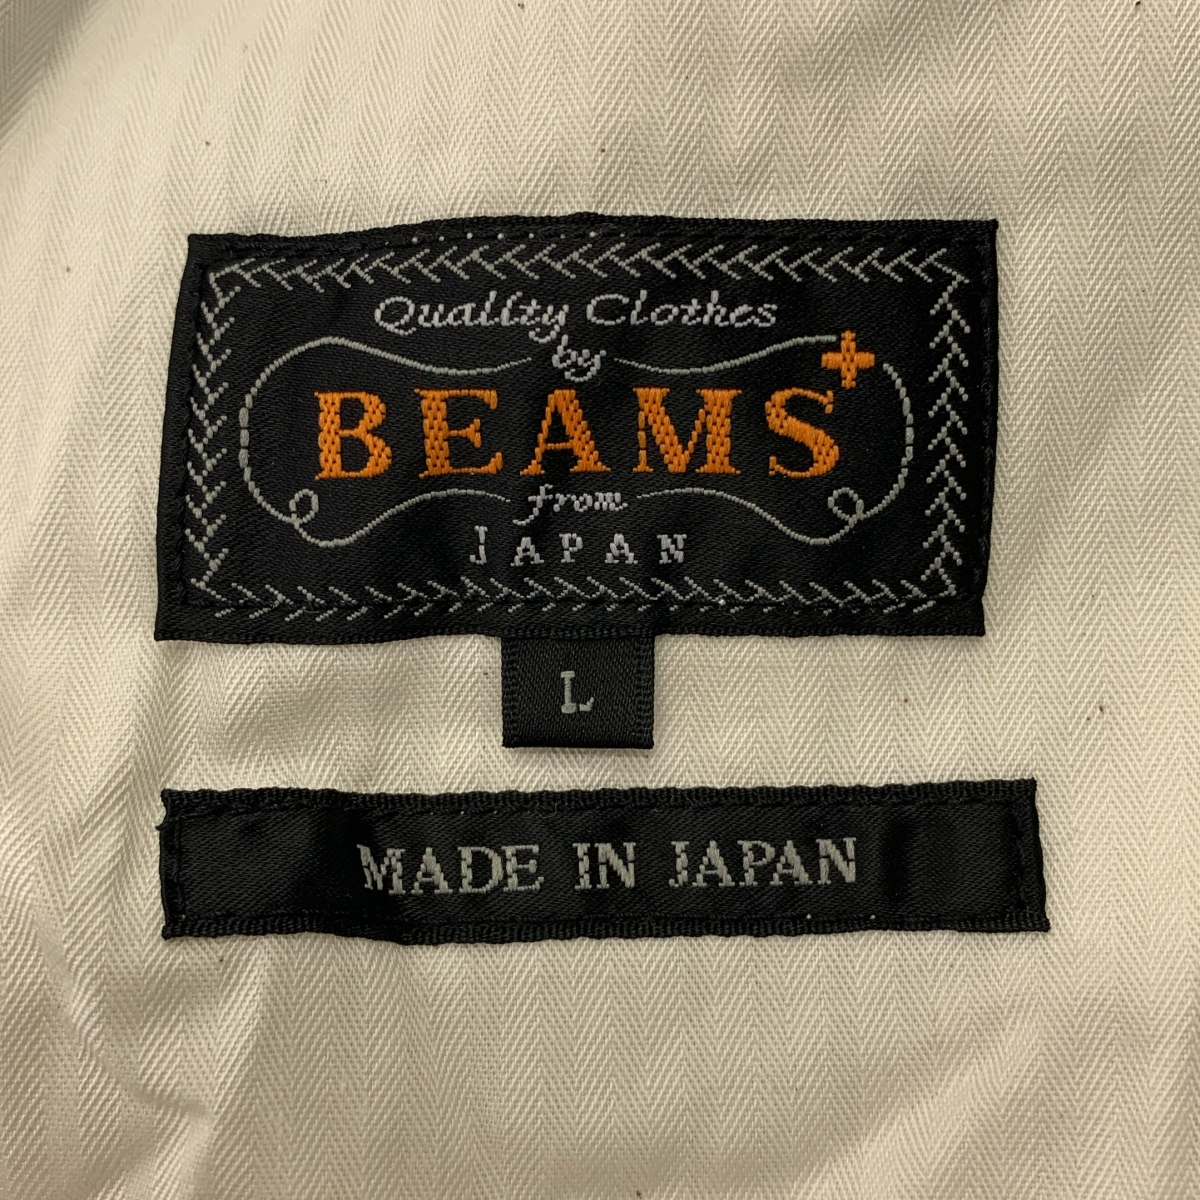 Quality Clothes
by
BEAMS+
from
JAPAN
L
MADE IN JAPAN